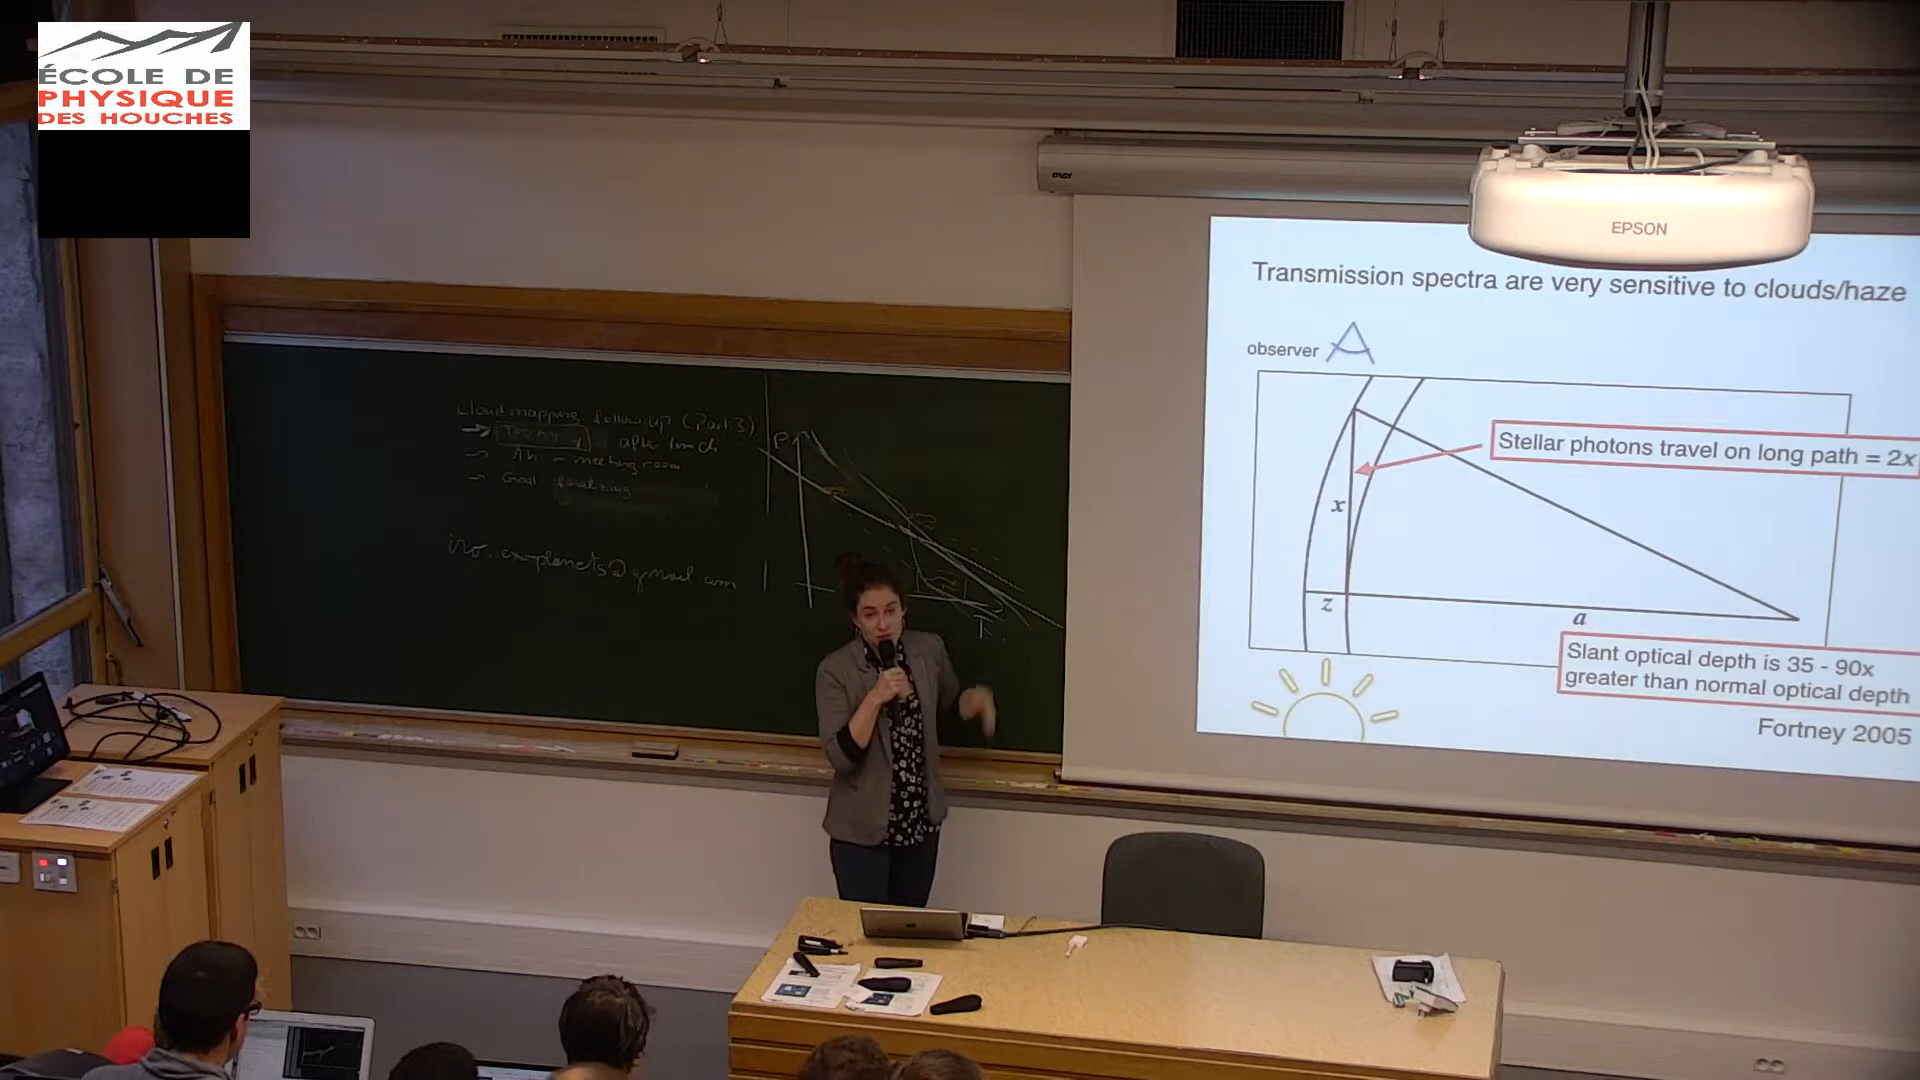 ÉCOLE DE
PHYSIQUE
DES HOUCHES
EPSON
Transmission spectra are very sensitive to clouds/haze
observer
Stellar photons travel on long path = 2x
x
z
a
Slant optical depth is 35 - 90x
greater than normal optical depth
Fortney 2005
Cloud mapping follow up (Part 3)
after lunch
meeting room
Goal
exoplanets@gmail.com
P
T